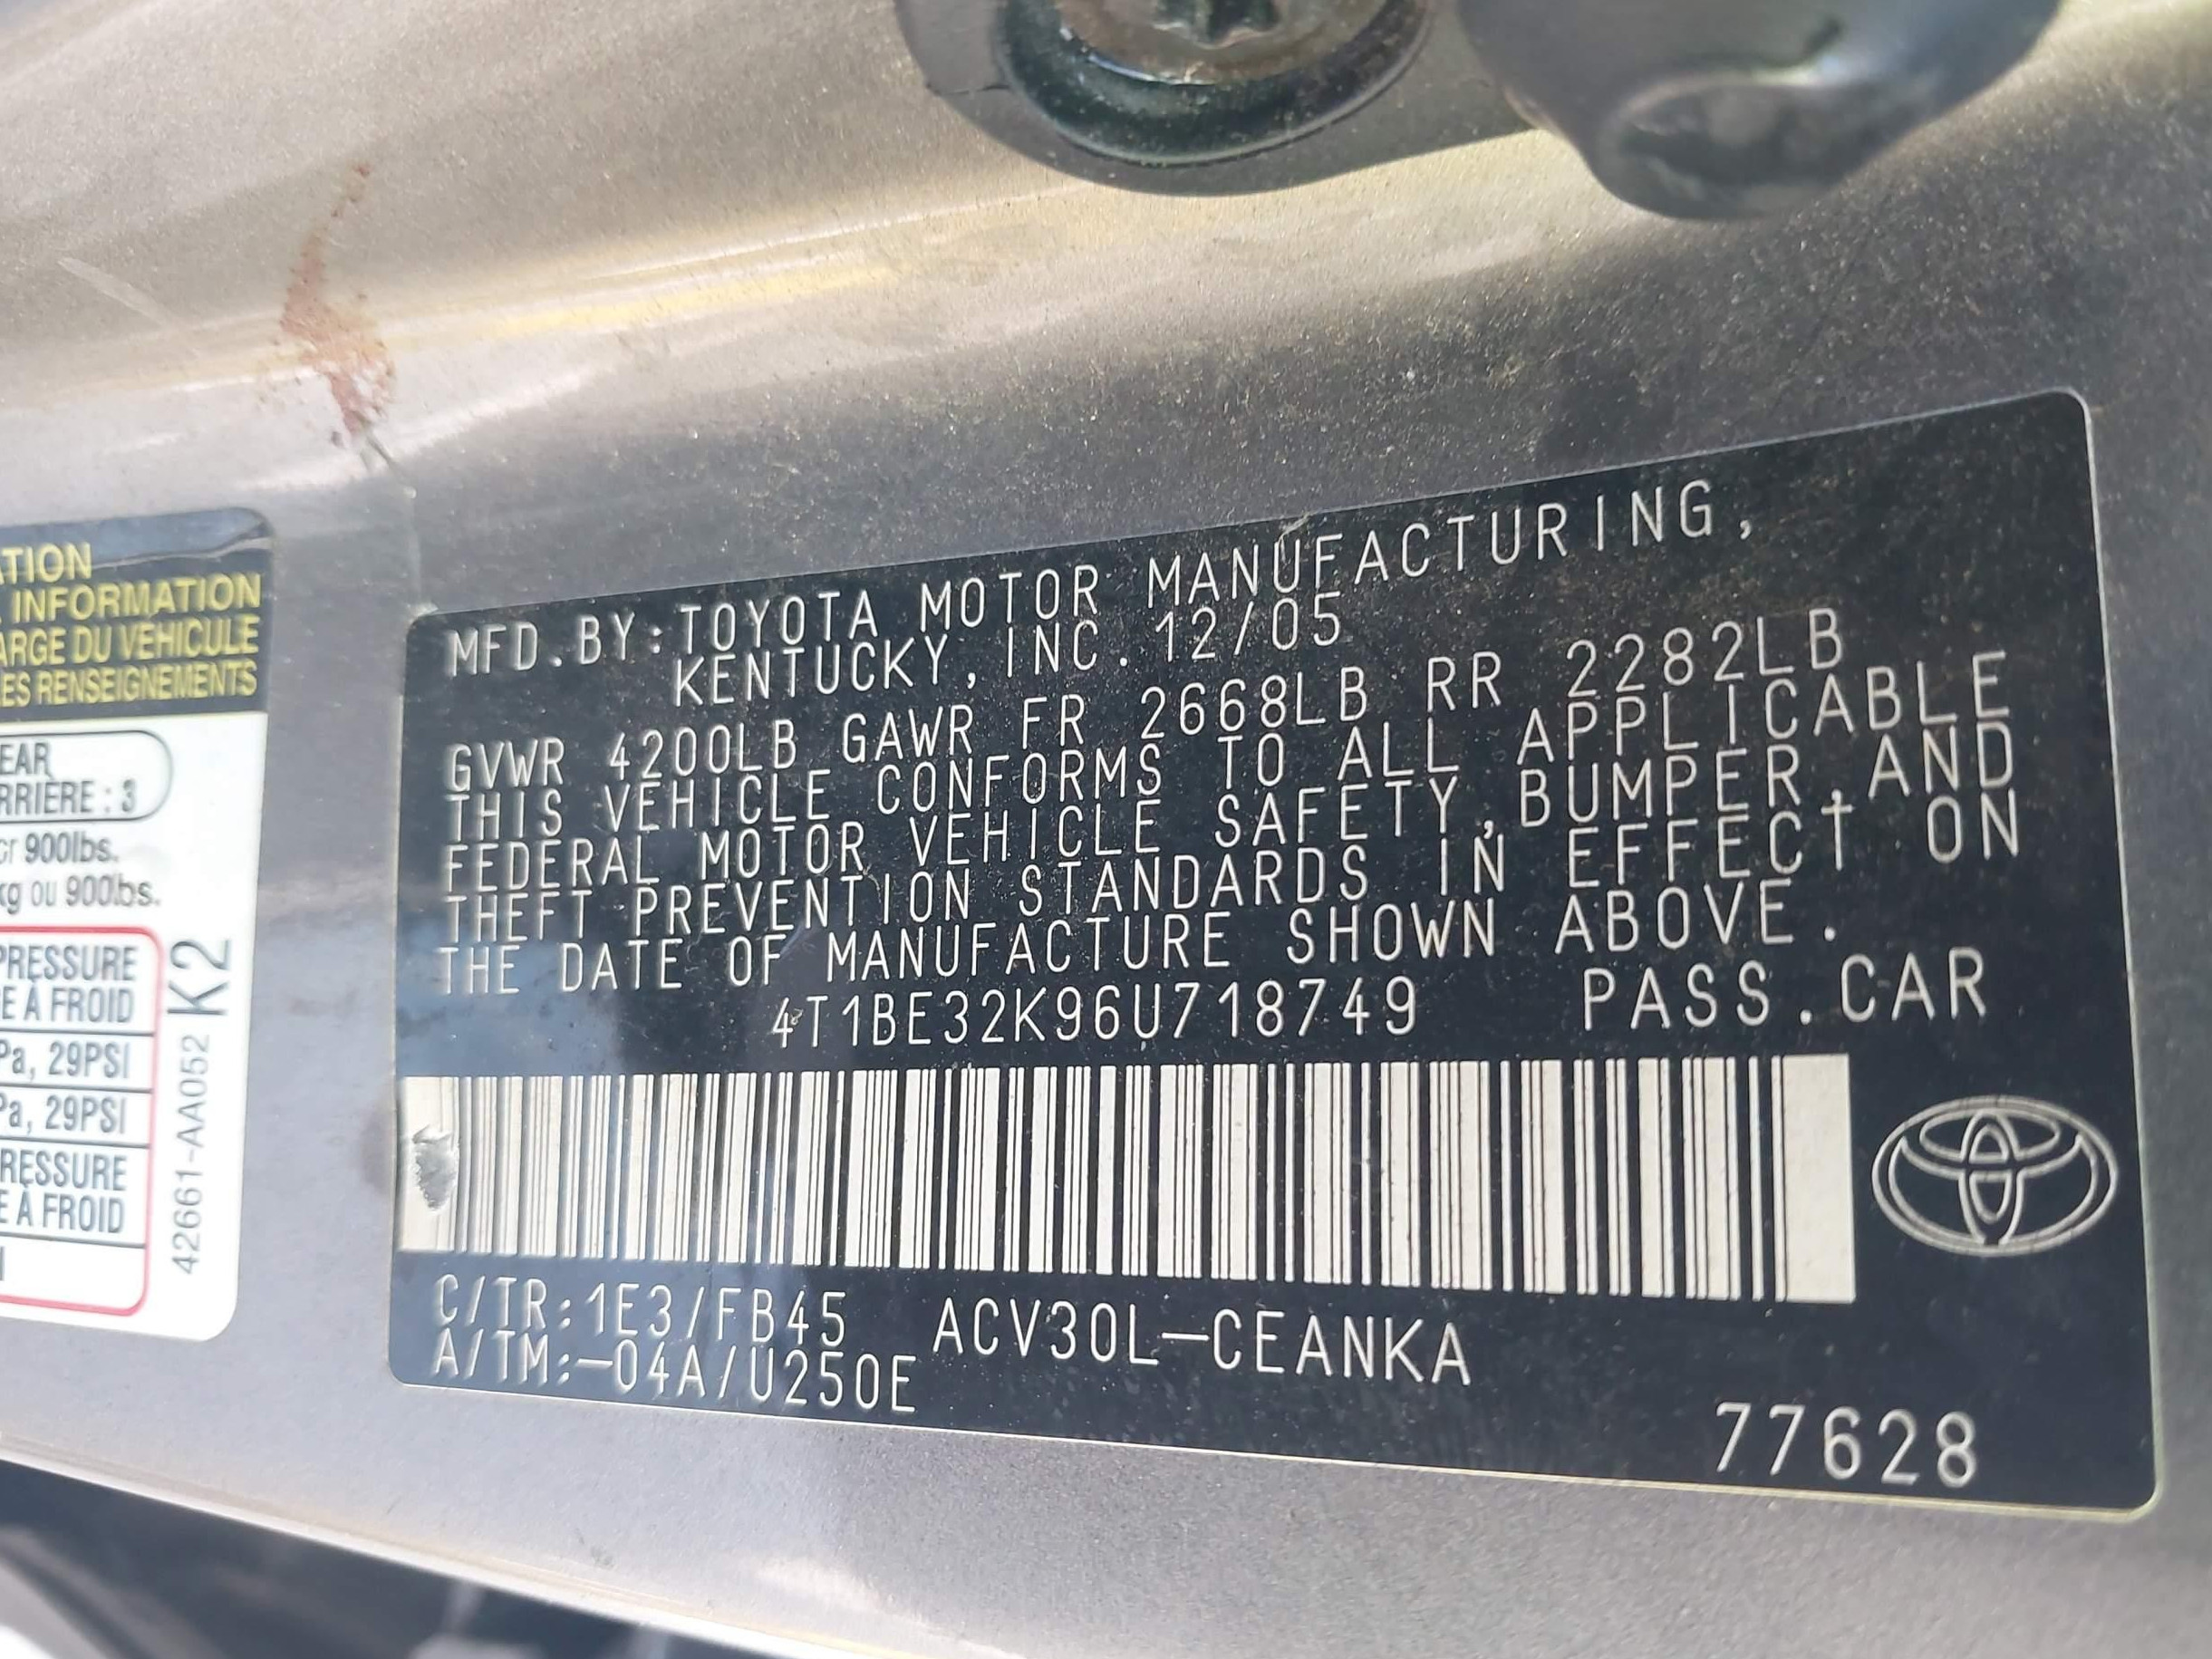 ATION
INFORMATION
ARGE DU VÉHICULE
ES RENSEIGNEMENTS
EAR
RRIÈRE : 3
or 900lbs.
kg ou 900lbs.
PRESSURE
E À FROID
Pa, 29PSI
Pa, 29PSI
RESSURE
E À FROID
42661-AA052 K2
MFD.BY:TOYOTA MOTOR MANUFACTURING,
KENTUCKY, INC. 12/05
GVWR 4200LB GAWR FR 2668LB RR 2282LB
THIS VEHICLE CONFORMS TO ALL APPLICABLE
FEDERAL MOTOR VEHICLE SAFETY,BUMPER,AND
THEFT PREVENTION STANDARDS IN EFFECT ON
THE DATE OF MANUFACTURE SHOWN ABOVE.
4T1BE32K96U718749 PASS.CAR
C/TR:1E3/FB45 ACV30L-CEANKA
A/TM:-04A/U250E
77628